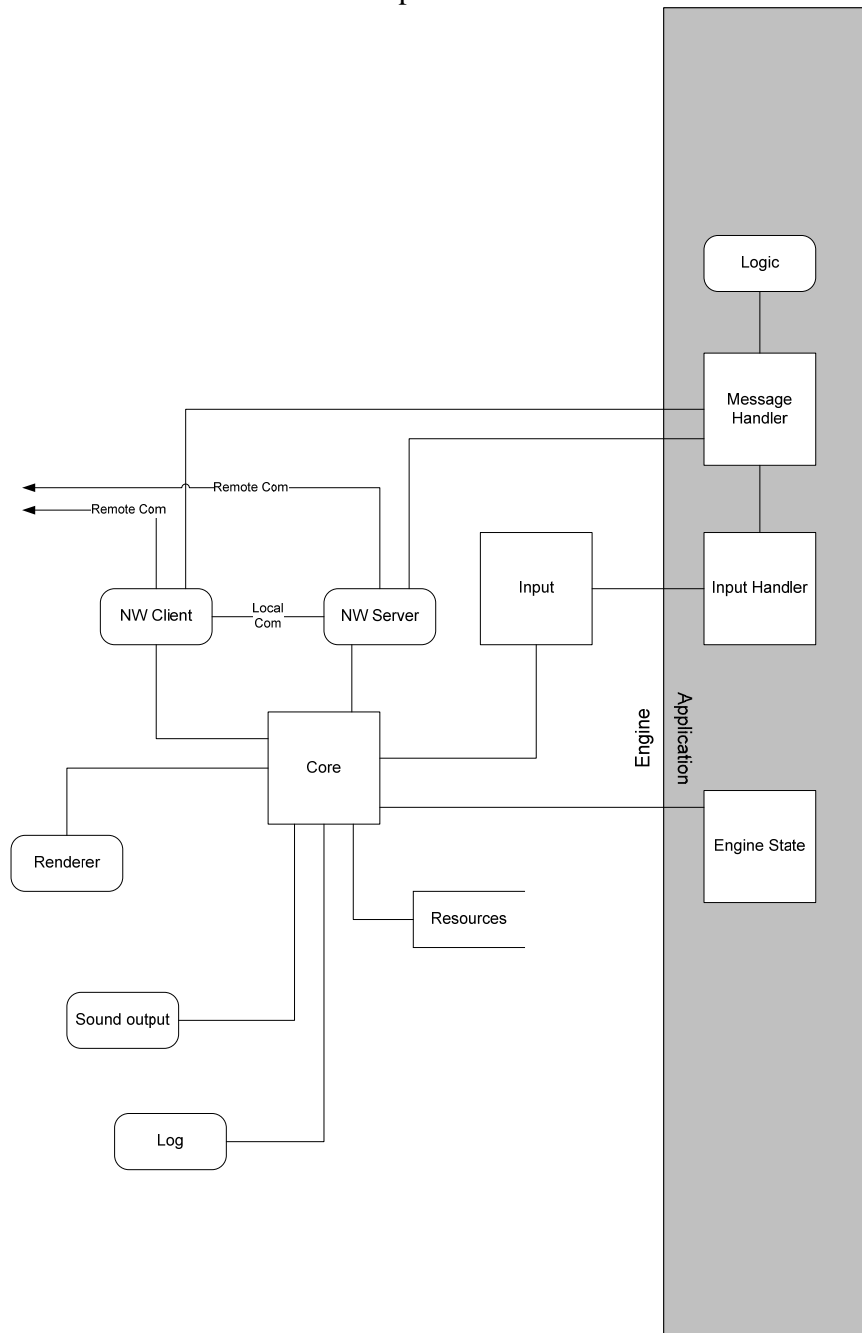 p
Logic
Message
Handler
Remote Com
Remote Com
Input
Input Handler
NW Client
Local
Com
NW Server
Engine
Application
Core
Engine State
Renderer
Resources
Sound output
Log